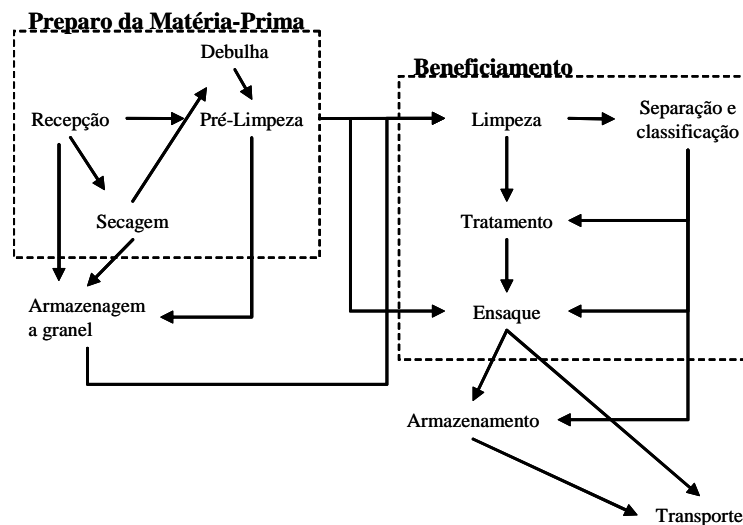 Preparo da Matéria-Prima
Debulha
Recepção
Pré-Limpeza
Secagem
Armazenagem
a granel
Beneficiamento
Limpeza
Separação e
classificação
Tratamento
Ensaque
Armazenamento
Transporte